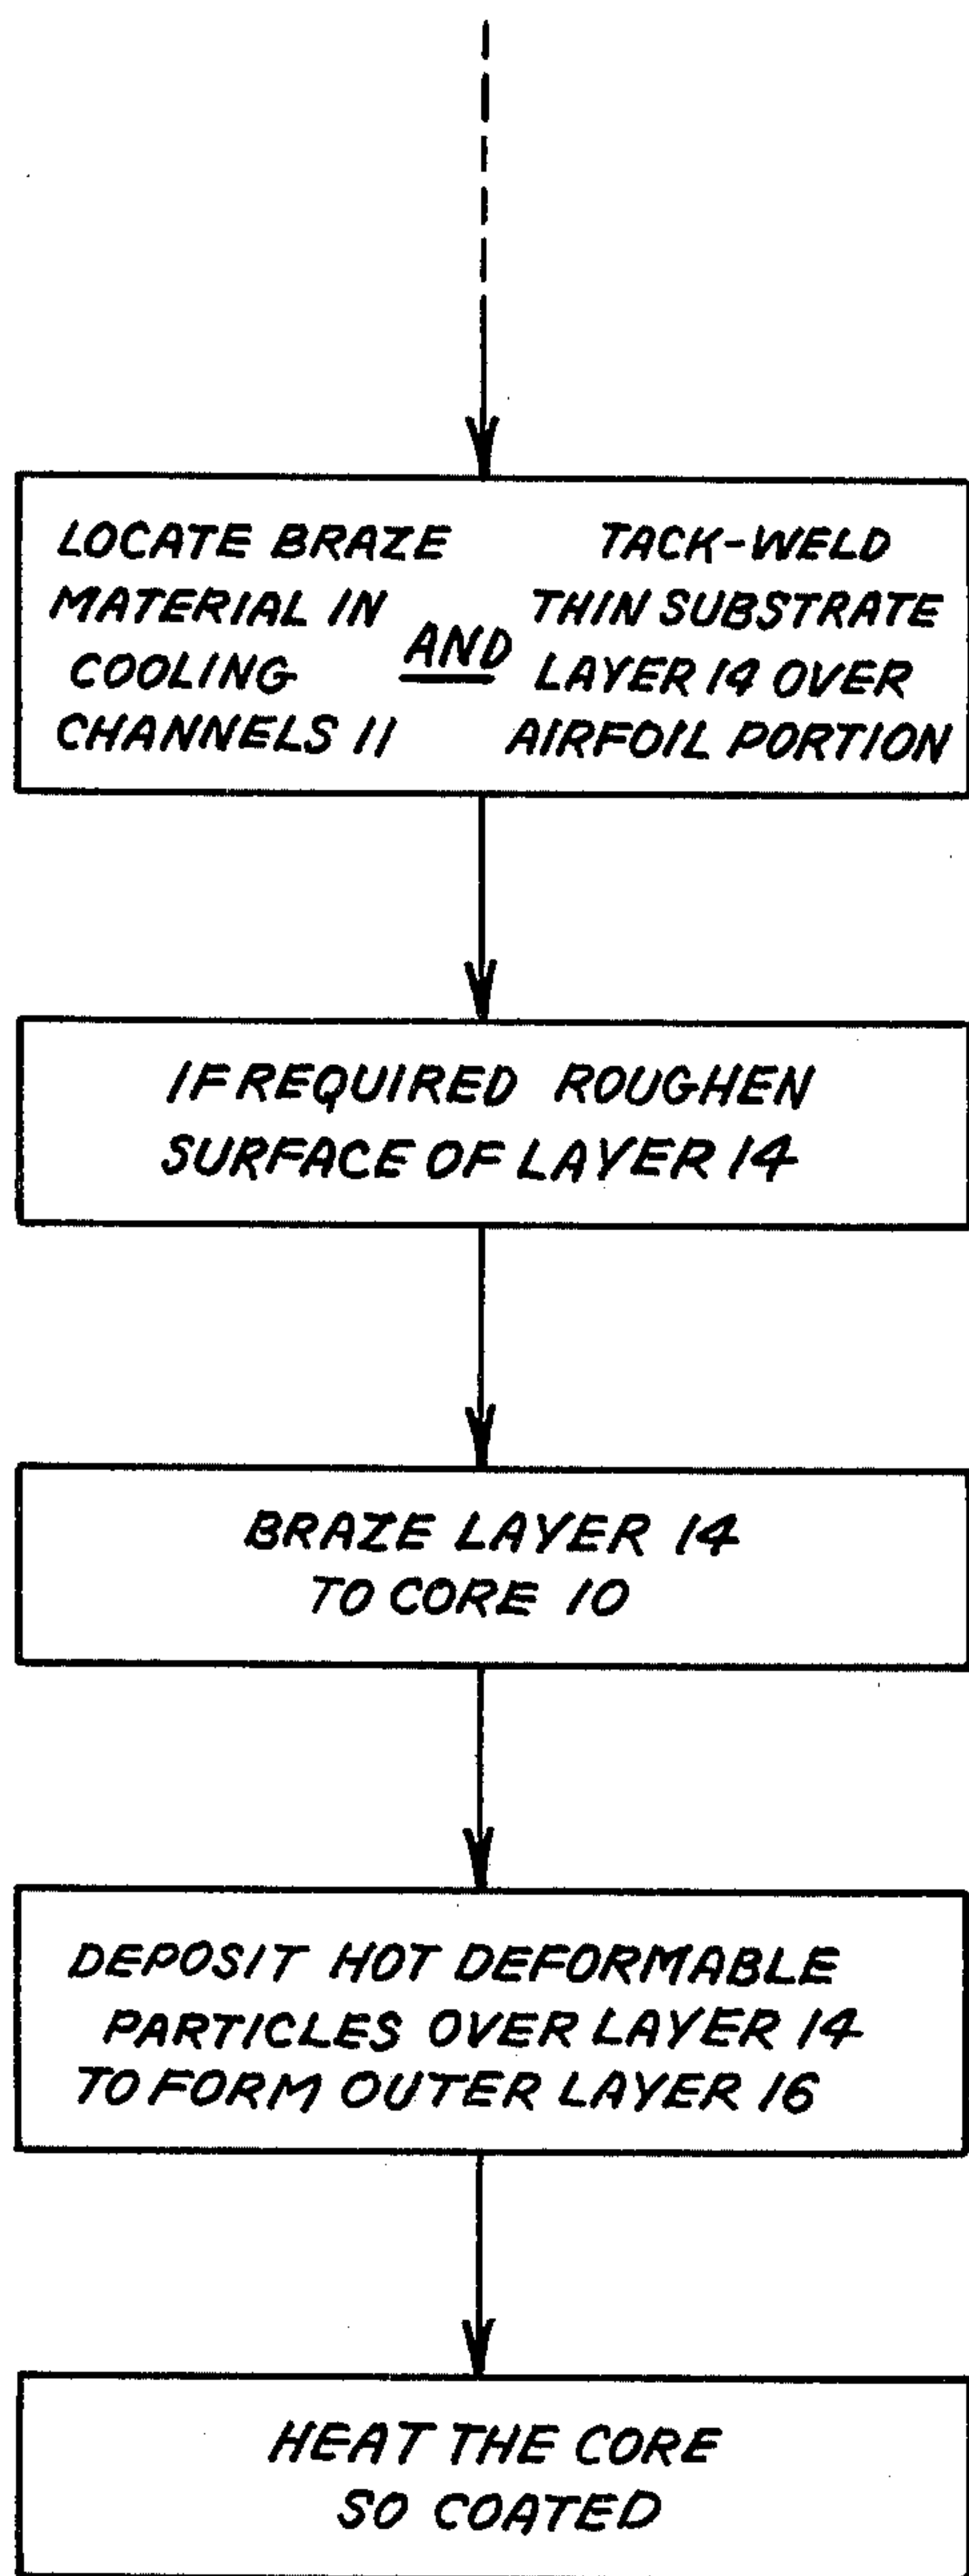 LOCATE BRAZE
MATERIAL IN
COOLING
CHANNELS 11
AND
TACK-WELD
THIN SUBSTRATE
LAYER 14 OVER
AIRFOIL PORTION
IF REQUIRED ROUGHEN
SURFACE OF LAYER 14
BRAZE LAYER 14
TO CORE 10
DEPOSIT HOT DEFORMABLE
PARTICLES OVER LAYER 14
TO FORM OUTER LAYER 16
HEAT THE CORE
SO COATED